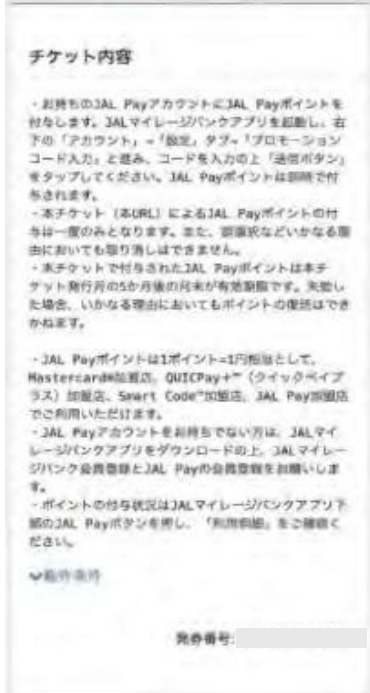 チケット内容
・お持ちのJAL PayアカウントにJAL Payポイントを
付与します。JALマイレージバンクアプリを起動し、右
下の「アカウント」→「設定」タブ→「プロモーション
コード入力」と進み、コードを入力の上「送信ボタン」
をタップしてください。JAL Payポイントは即時で付
与されます。
・本チケット（本URL）によるJAL Payポイントの付
与は一度のみとなります。また、誤選択などいかなる理
由においても取り消しはできません。
・本チケットで付与されたJAL Payポイントは本チ
ケット発行月の5か月後の月末が有効期限です。失効し
た場合、いかなる理由においてもポイントの復活はでき
かねます。
・JAL Payポイントは1ポイント=1円相当として、
Mastercard®加盟店、QUICPay+™（クイックペイプ
ラス）加盟店、Smart Code™加盟店、JAL Pay加盟店
でご利用いただけます。
・JAL Payアカウントをお持ちでない方は、JALマイ
レージバンクアプリをダウンロードの上、JALマイレー
ジバンク会員登録とJAL Payの会員登録をお願いしま
す。
・ポイントの付与状況はJALマイレージバンクアプリ下
部のJAL Payボタンを押し、「利用明細」をご確認く
ださい。
発券番号: